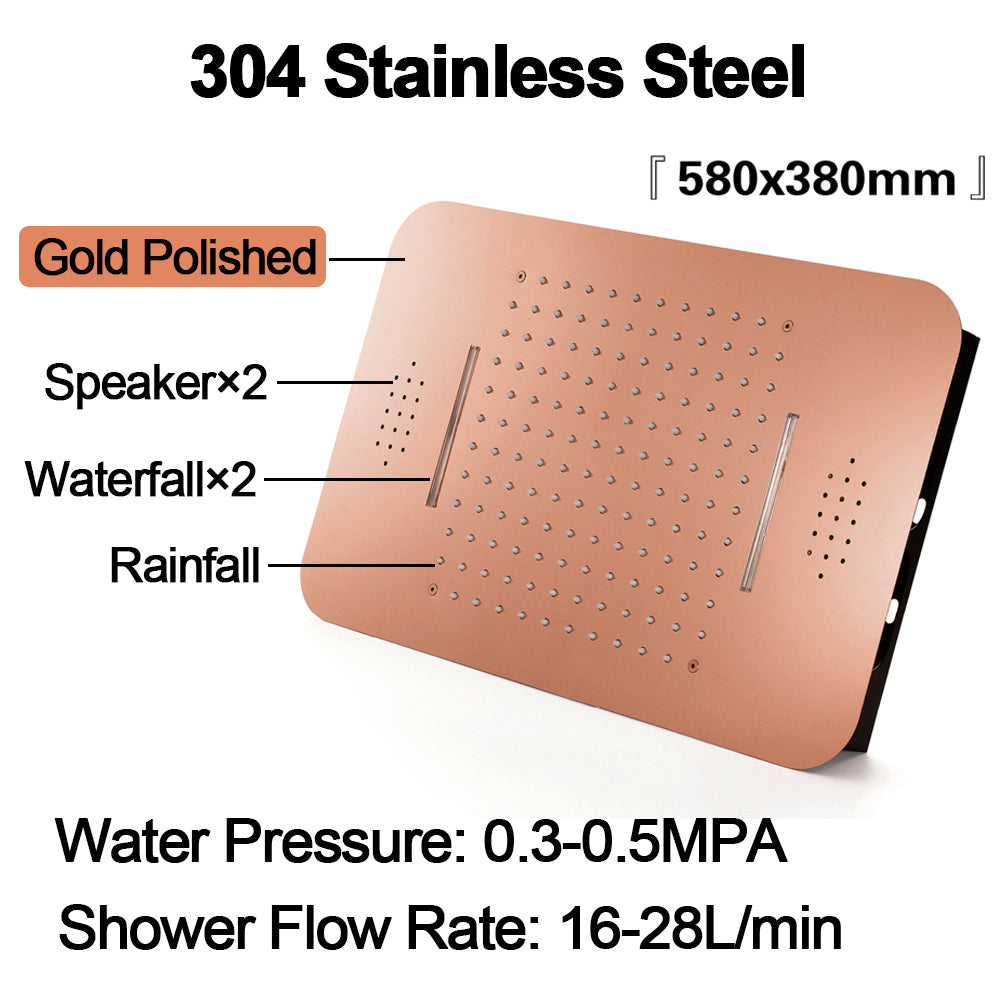 304 Stainless Steel
『 580x380mm 』
Gold Polished
Speaker×2
Waterfall×2
Rainfall
Water Pressure: 0.3-0.5MPA
Shower Flow Rate: 16-28L/min